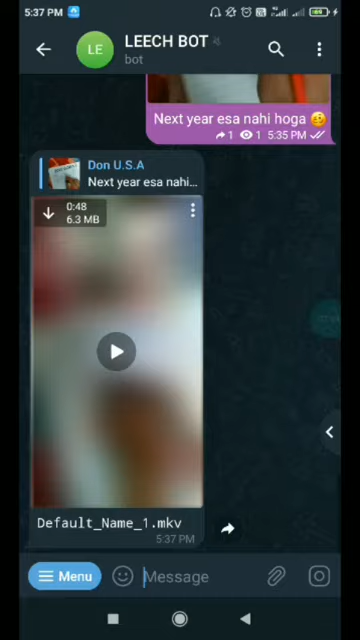 5:37 PM
LE
LEECH BOT
bot
Next year esa nahi hoga 🥴
1 1 5:35 PM
Don U.S.A
Next year esa nahi...
0:48
6.3 MB
Default_Name_1.mkv
5:37 PM
Menu
Message